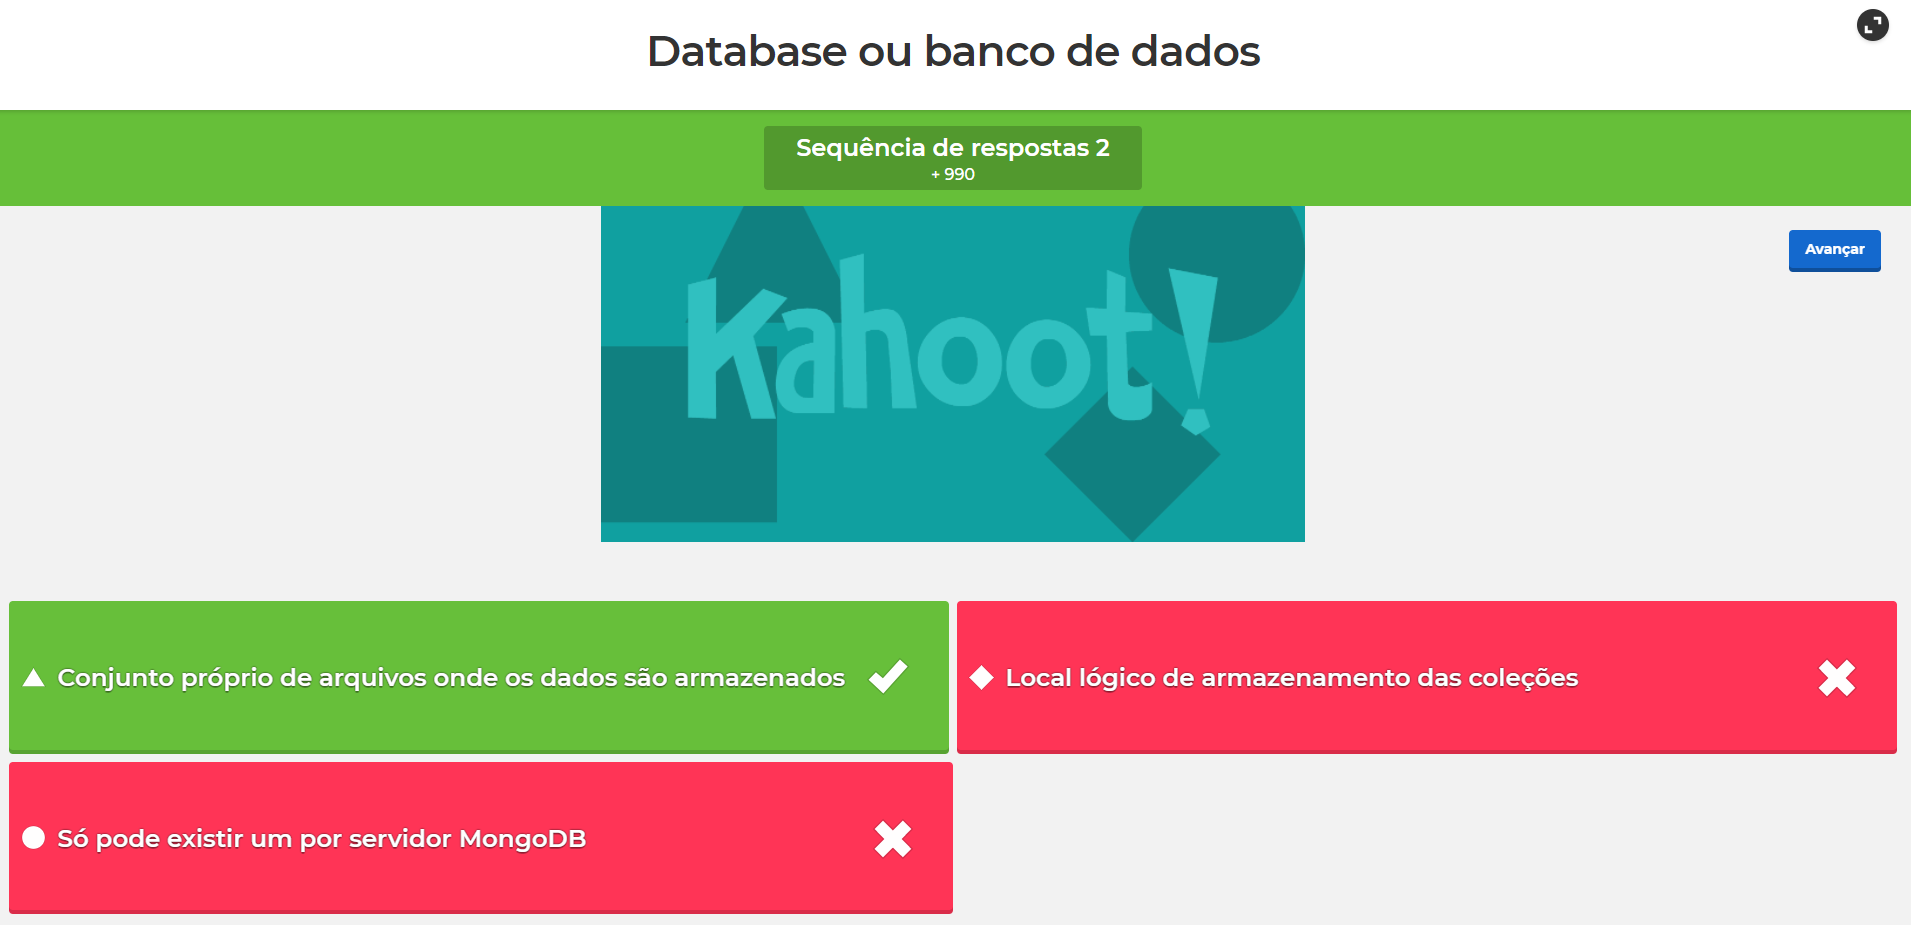 Database ou banco de dados
Sequência de respostas 2
+ 990
Avançar
Kahoot!
Conjunto próprio de arquivos onde os dados são armazenados
Local lógico de armazenamento das coleções
Só pode existir um por servidor MongoDB